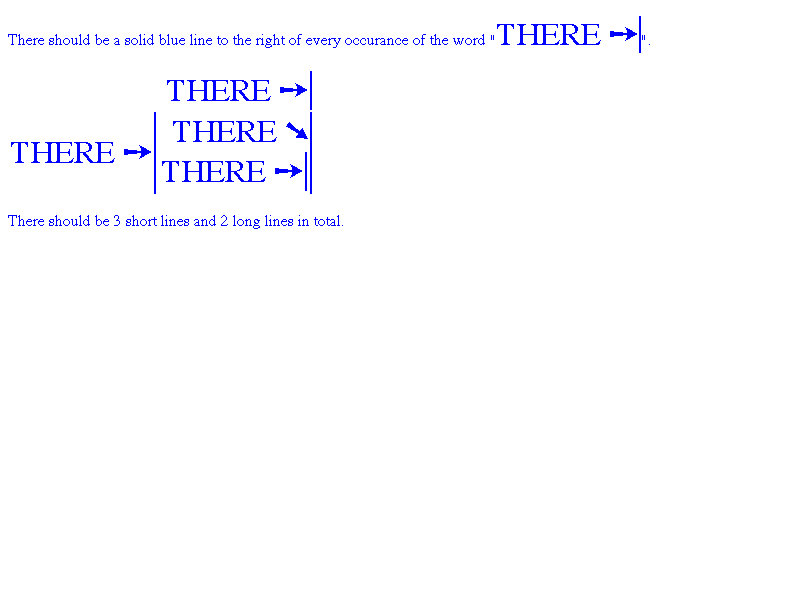 There should be a solid blue line to the right of every occurance of the word "THERE ➙".
THERE ➙
THERE ➘
THERE ➙
THERE ➙
There should be 3 short lines and 2 long lines in total.